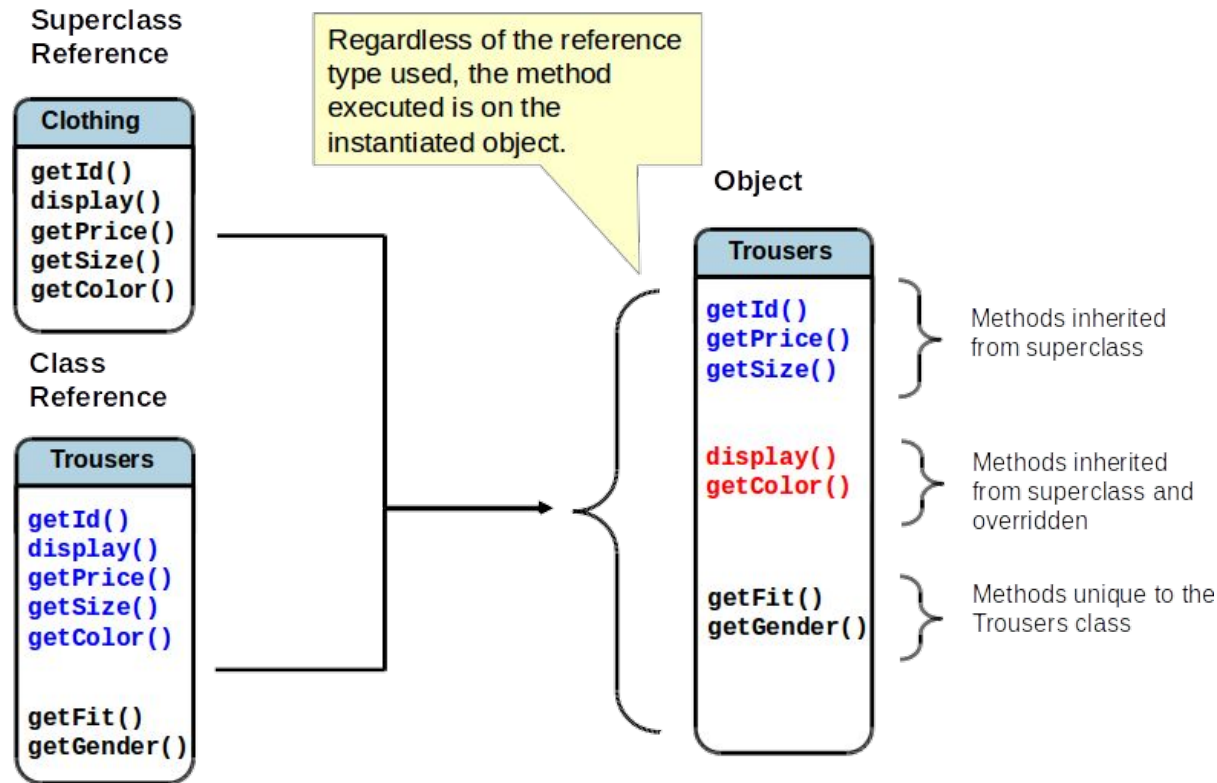 Superclass
Reference
Clothing
getId()
display()
getPrice()
getSize()
getColor()
Class
Reference
Trousers
getId()
display()
getPrice()
getSize()
getColor()
getFit()
getGender()
Regardless of the reference
type used, the method
executed is on the
instantiated object.
Object
Trousers
getId()
getPrice()
getSize()
display()
getColor()
getFit()
getGender()
Methods inherited
from superclass
Methods inherited
from superclass and
overridden
Methods unique to the
Trousers class